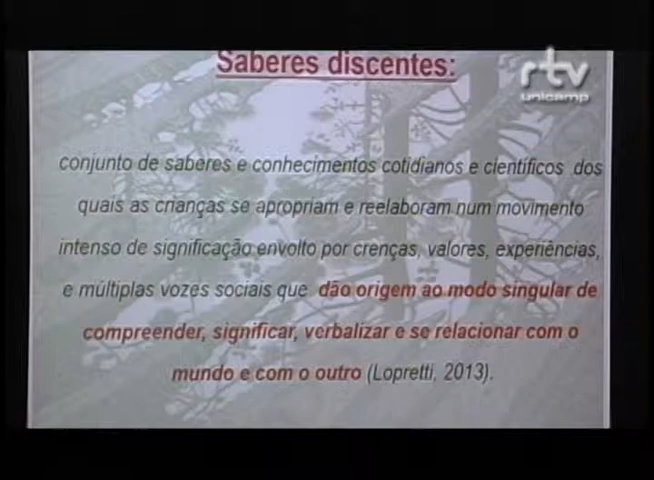 Saberes discentes:
rtv
unicamp
conjunto de saberes e conhecimentos cotidianos e científicos dos
quais as crianças se apropriam e reelaboram num movimento
intenso de significação envolto por crenças, valores, experiências,
e múltiplas vozes sociais que dão origem ao modo singular de
compreender, significar, verbalizar e se relacionar com o
mundo e com o outro (Lopretti, 2013).